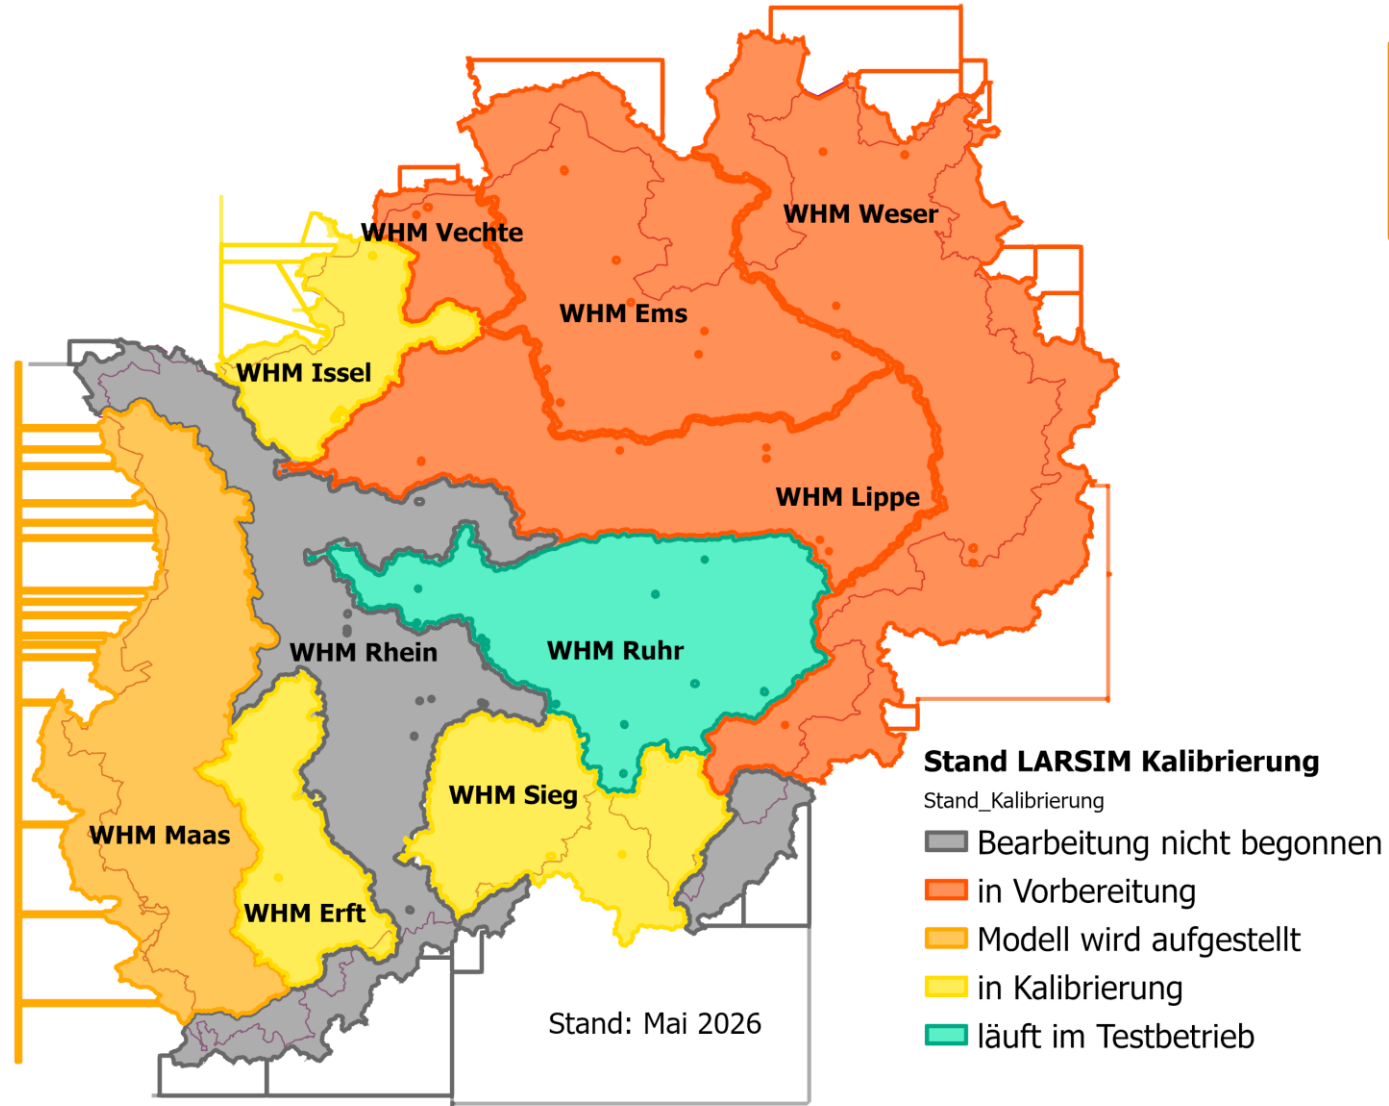 WHM Weser
WHM Vechte
WHM Ems
WHM Issel
WHM Lippe
WHM Rhein
WHM Ruhr
WHM Sieg
WHM Maas
WHM Erft
Stand LARSIM Kalibrierung
Stand_Kalibrierung
Bearbeitung nicht begonnen
in Vorbereitung
Modell wird aufgestellt
in Kalibrierung
läuft im Testbetrieb
Stand: Mai 2026